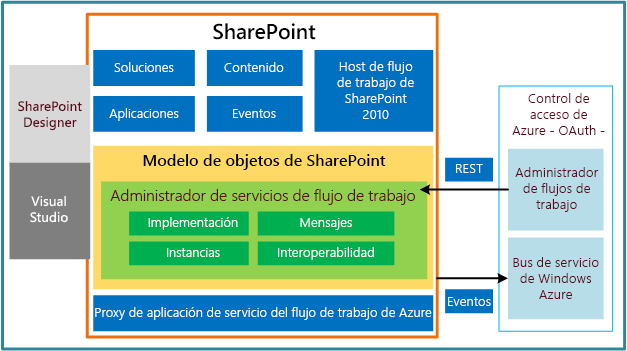 SharePoint
Soluciones
Contenido
Host de flujo
de trabajo de
SharePoint
2010
Aplicaciones
Eventos
SharePoint
Designer
Visual
Studio
Modelo de objetos de SharePoint
Administrador de servicios de flujo de trabajo
Implementación
Mensajes
Instancias
Interoperabilidad
Proxy de aplicación de servicio del flujo de trabajo de Azure
REST
Eventos
Control de
acceso de
Azure - OAuth -
Administrador
de flujos de
trabajo
Bus de servicio
de Windows
Azure